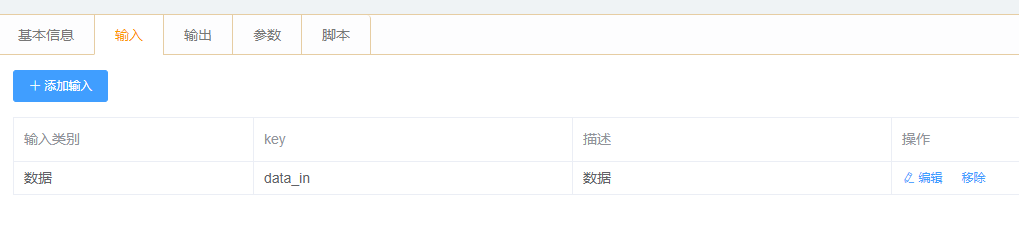 基本信息 输入 输出 参数 脚本
+ 添加输入
输入类别 key 描述 操作
数据 data_in 数据 编辑 移除